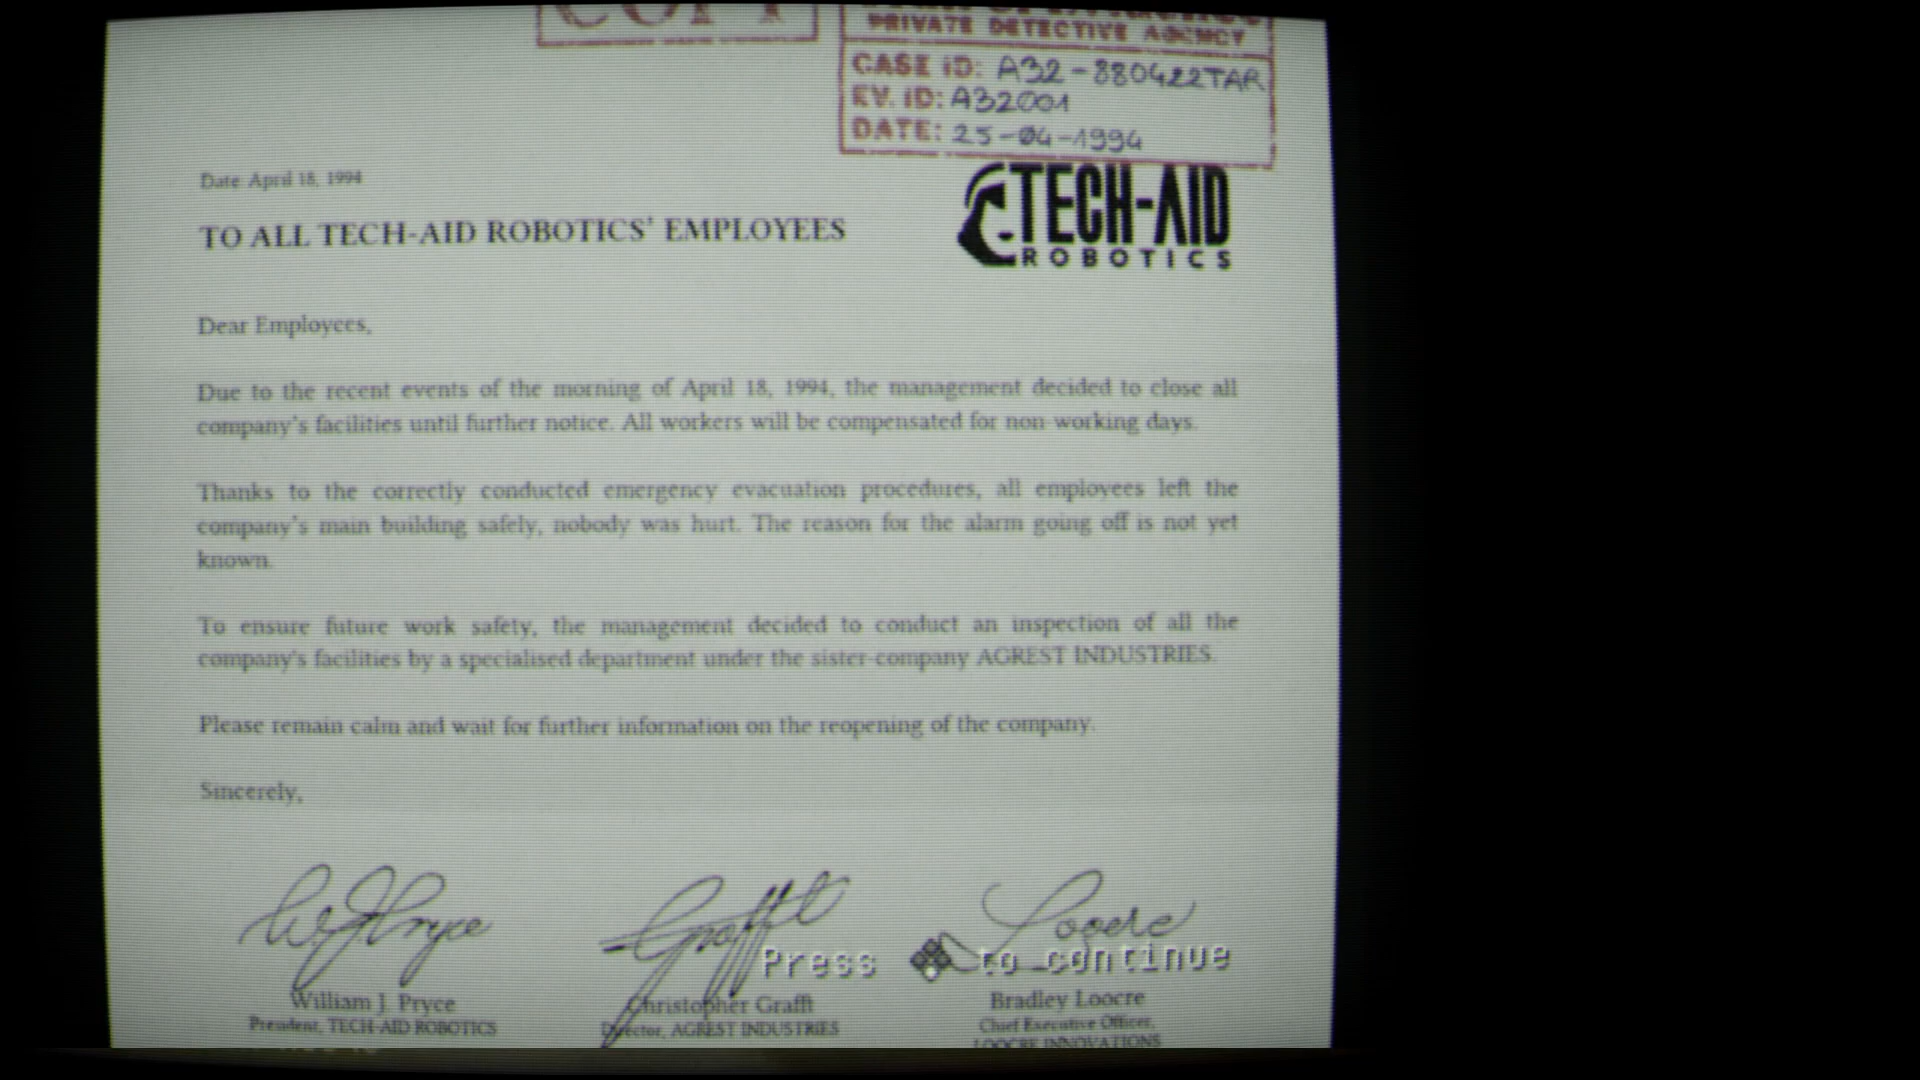 COPY
PRIVATE DETECTIVE AGENCY
CASE ID: A32-880422TAR
EV. ID: A32001
DATE: 25-04-1994
Date: April 18, 1994
TECH-AID
ROBOTICS
TO ALL TECH-AID ROBOTICS' EMPLOYEES
Dear Employees,
Due to the recent events of the morning of April 18, 1994, the management decided to close all
company's facilities until further notice. All workers will be compensated for non-working days.
Thanks to the correctly conducted emergency evacuation procedures, all employees left the
company's main building safely, nobody was hurt. The reason for the alarm going off is not yet
known.
To ensure future work safety, the management decided to conduct an inspection of all the
company's facilities by a specialised department under the sister-company AGREST INDUSTRIES.
Please remain calm and wait for further information on the reopening of the company.
Sincerely,
WJPryce Grafft Loocre
Press to continue
William J. Pryce Christopher Grafft Bradley Loocre
President, TECH-AID ROBOTICS Director, AGREST INDUSTRIES Chief Executive Officer,
LOOCRE INNOVATIONS